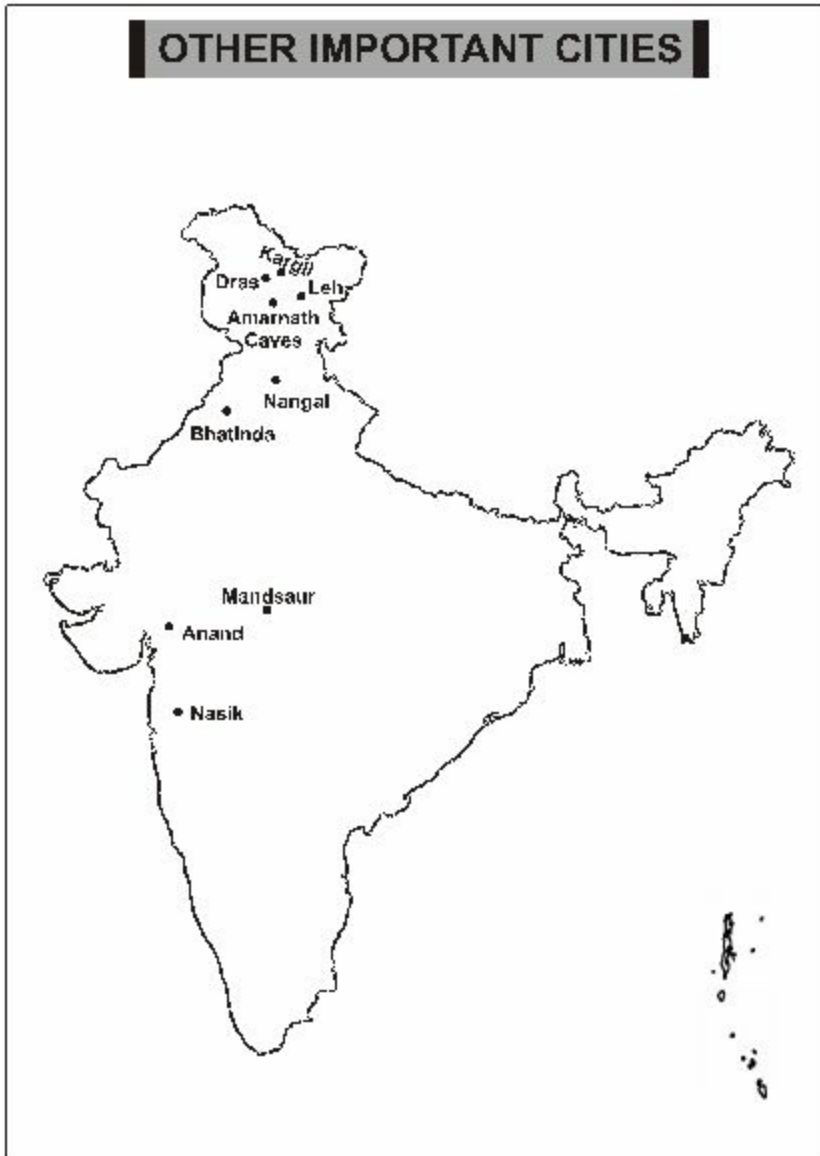 OTHER IMPORTANT CITIES
Kargil
Dras
Leh
Amarnath
Caves
Nangal
Bhatinda
Mandsaur
Anand
Nasik